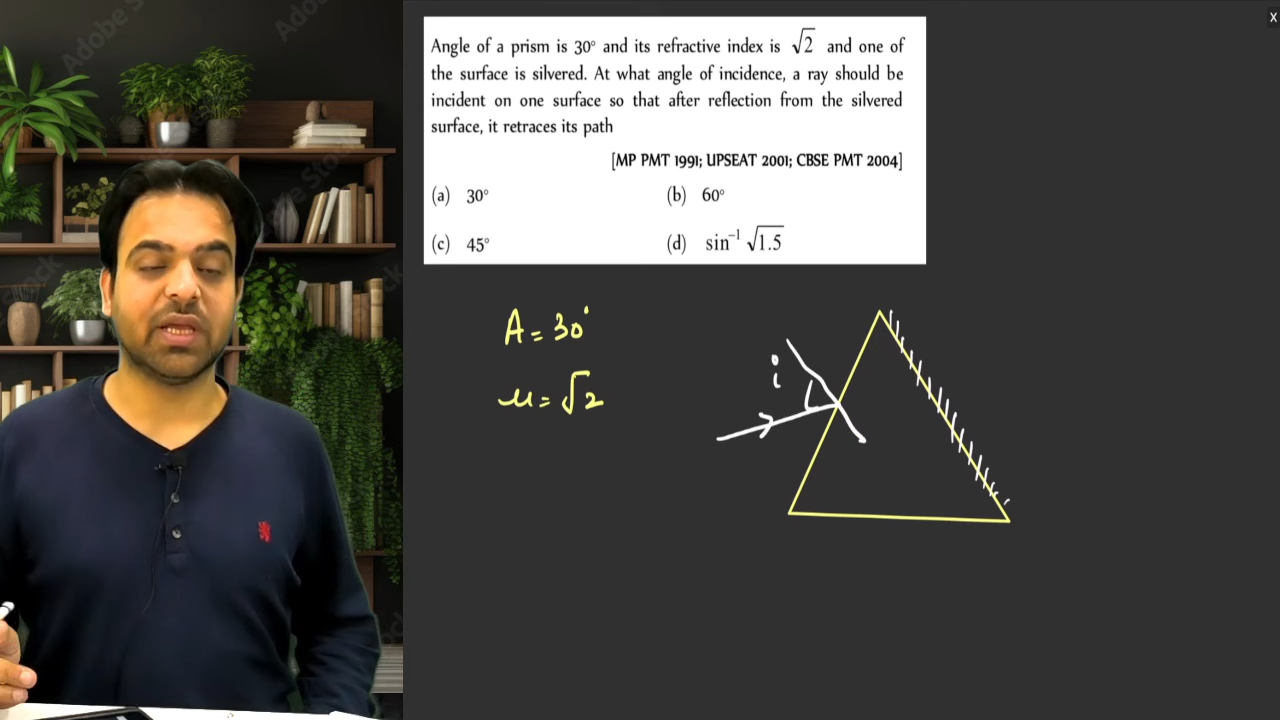 Angle of a prism is 30° and its refractive index is √2 and one of
the surface is silvered. At what angle of incidence, a ray should be
incident on one surface so that after reflection from the silvered
surface, it retraces its path
[MP PMT 1991; UPSEAT 2001; CBSE PMT 2004]
(a) 30° (b) 60°
(c) 45° (d) sin⁻¹ √1.5
A = 30°
μ = √2
i
X
Adobe Stock